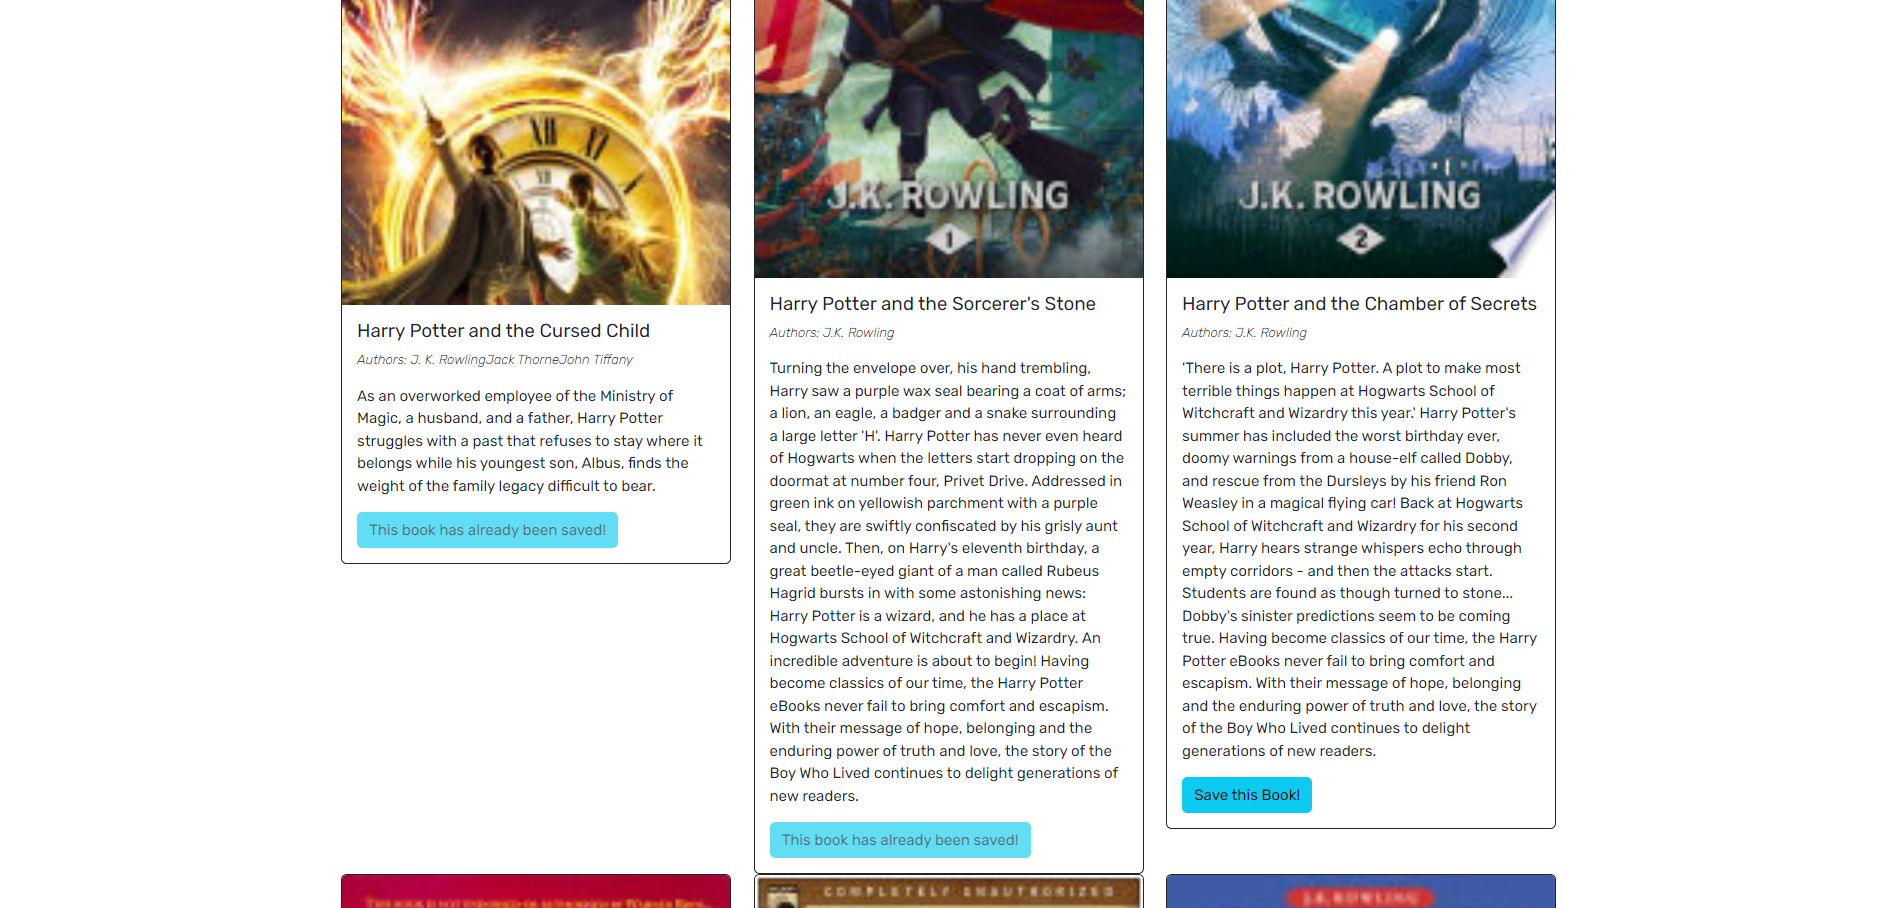 XII
J.K. ROWLING
1
J.K. ROWLING
2
Harry Potter and the Cursed Child
Authors: J. K. RowlingJack ThorneJohn Tiffany
As an overworked employee of the Ministry of
Magic, a husband, and a father, Harry Potter
struggles with a past that refuses to stay where it
belongs while his youngest son, Albus, finds the
weight of the family legacy difficult to bear.
This book has already been saved!
Harry Potter and the Sorcerer's Stone
Authors: J.K. Rowling
Turning the envelope over, his hand trembling,
Harry saw a purple wax seal bearing a coat of arms;
a lion, an eagle, a badger and a snake surrounding
a large letter 'H'. Harry Potter has never even heard
of Hogwarts when the letters start dropping on the
doormat at number four, Privet Drive. Addressed in
green ink on yellowish parchment with a purple
seal, they are swiftly confiscated by his grisly aunt
and uncle. Then, on Harry's eleventh birthday, a
great beetle-eyed giant of a man called Rubeus
Hagrid bursts in with some astonishing news:
Harry Potter is a wizard, and he has a place at
Hogwarts School of Witchcraft and Wizardry. An
incredible adventure is about to begin! Having
become classics of our time, the Harry Potter
eBooks never fail to bring comfort and escapism.
With their message of hope, belonging and the
enduring power of truth and love, the story of the
Boy Who Lived continues to delight generations of
new readers.
This book has already been saved!
Harry Potter and the Chamber of Secrets
Authors: J.K. Rowling
'There is a plot, Harry Potter. A plot to make most
terrible things happen at Hogwarts School of
Witchcraft and Wizardry this year.' Harry Potter's
summer has included the worst birthday ever,
doomy warnings from a house-elf called Dobby,
and rescue from the Dursleys by his friend Ron
Weasley in a magical flying car! Back at Hogwarts
School of Witchcraft and Wizardry for his second
year, Harry hears strange whispers echo through
empty corridors - and then the attacks start.
Students are found as though turned to stone...
Dobby's sinister predictions seem to be coming
true. Having become classics of our time, the Harry
Potter eBooks never fail to bring comfort and
escapism. With their message of hope, belonging
and the enduring power of truth and love, the story
of the Boy Who Lived continues to delight
generations of new readers.
Save this Book!
THIS BOOK IS NOT ENDORSED OR AUTHORIZED BY WARNER BROS.,
COMPLETELY UNAUTHORIZED
J.K. ROWLING